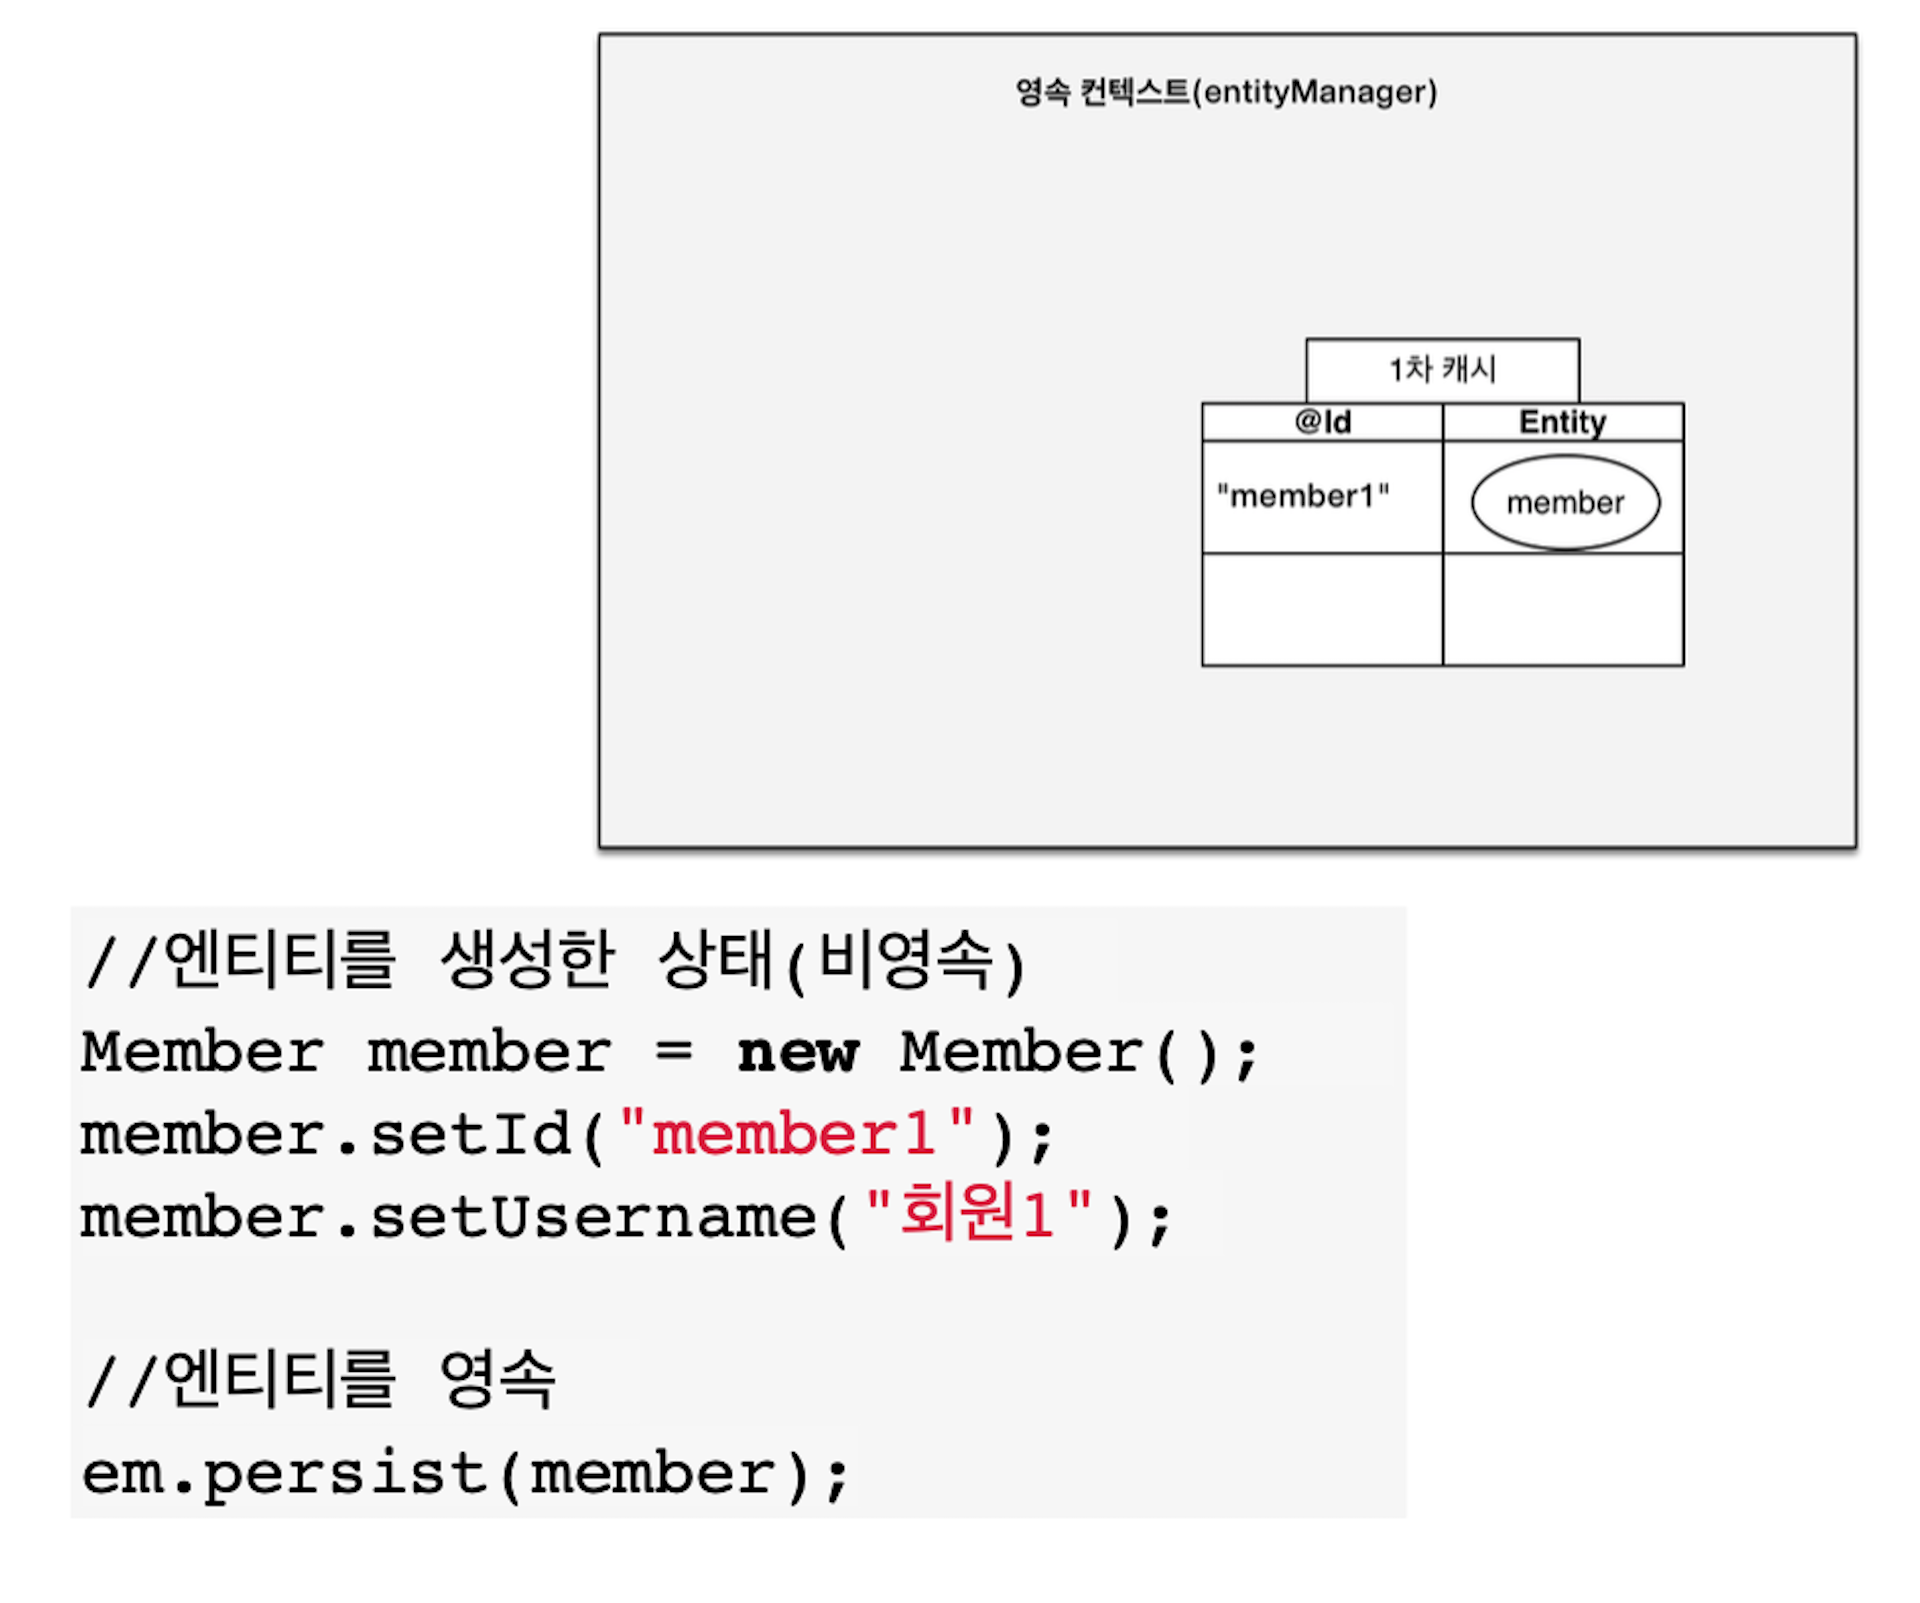 영속 컨텍스트(entityManager)
1차 캐시
@Id Entity
"member1" member
//엔티티를 생성한 상태(비영속)
Member member = new Member();
member.setId("member1");
member.setUsername("회원1");
//엔티티를 영속
em.persist(member);